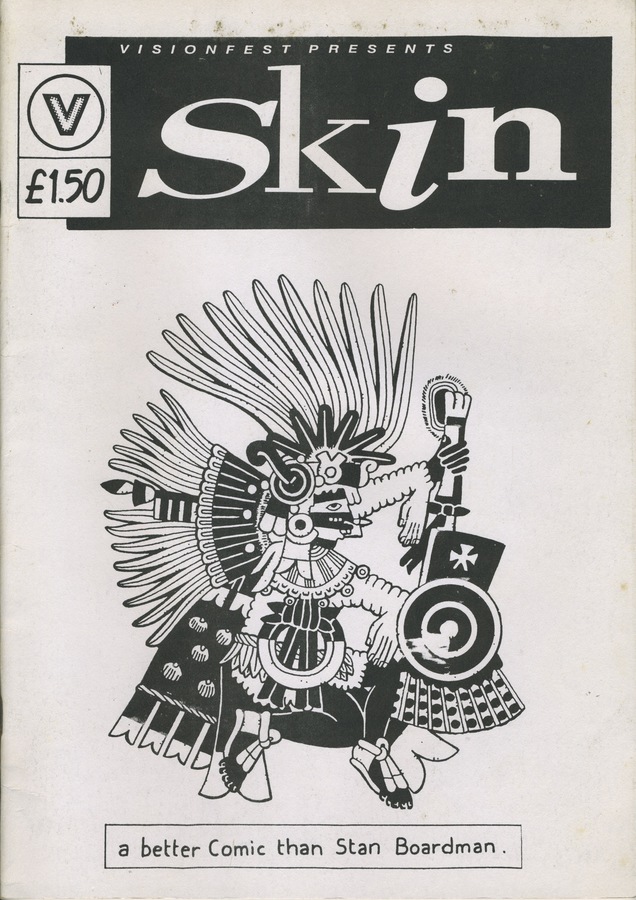 VISIONFEST PRESENTS
skin
V
£1.50
a better Comic than Stan Boardman.